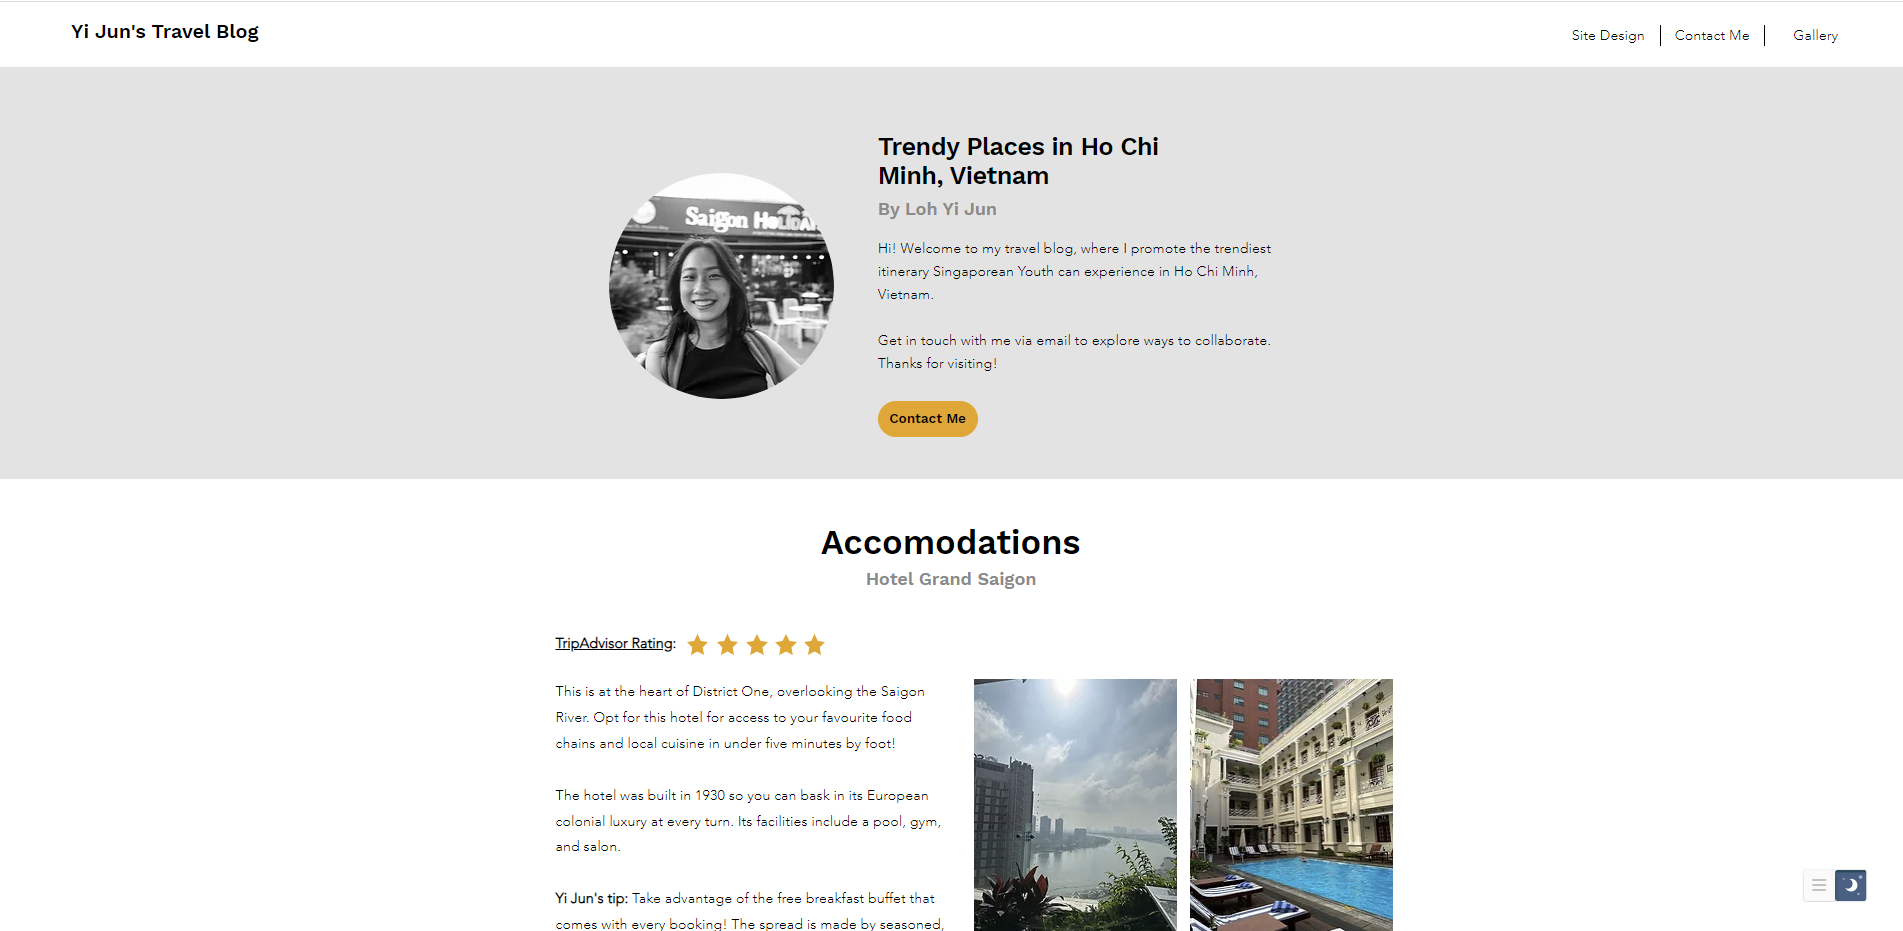 Yi Jun's Travel Blog
Site Design
Contact Me
Gallery
Trendy Places in Ho Chi
Minh, Vietnam
By Loh Yi Jun
Hi! Welcome to my travel blog, where I promote the trendiest
itinerary Singaporean Youth can experience in Ho Chi Minh,
Vietnam.
Get in touch with me via email to explore ways to collaborate.
Thanks for visiting!
Contact Me
Saigon
Accomodations
Hotel Grand Saigon
TripAdvisor Rating:
This is at the heart of District One, overlooking the Saigon
River. Opt for this hotel for access to your favourite food
chains and local cuisine in under five minutes by foot!
The hotel was built in 1930 so you can bask in its European
colonial luxury at every turn. Its facilities include a pool, gym,
and salon.
Yi Jun's tip: Take advantage of the free breakfast buffet that
comes with every booking! The spread is made by seasoned,